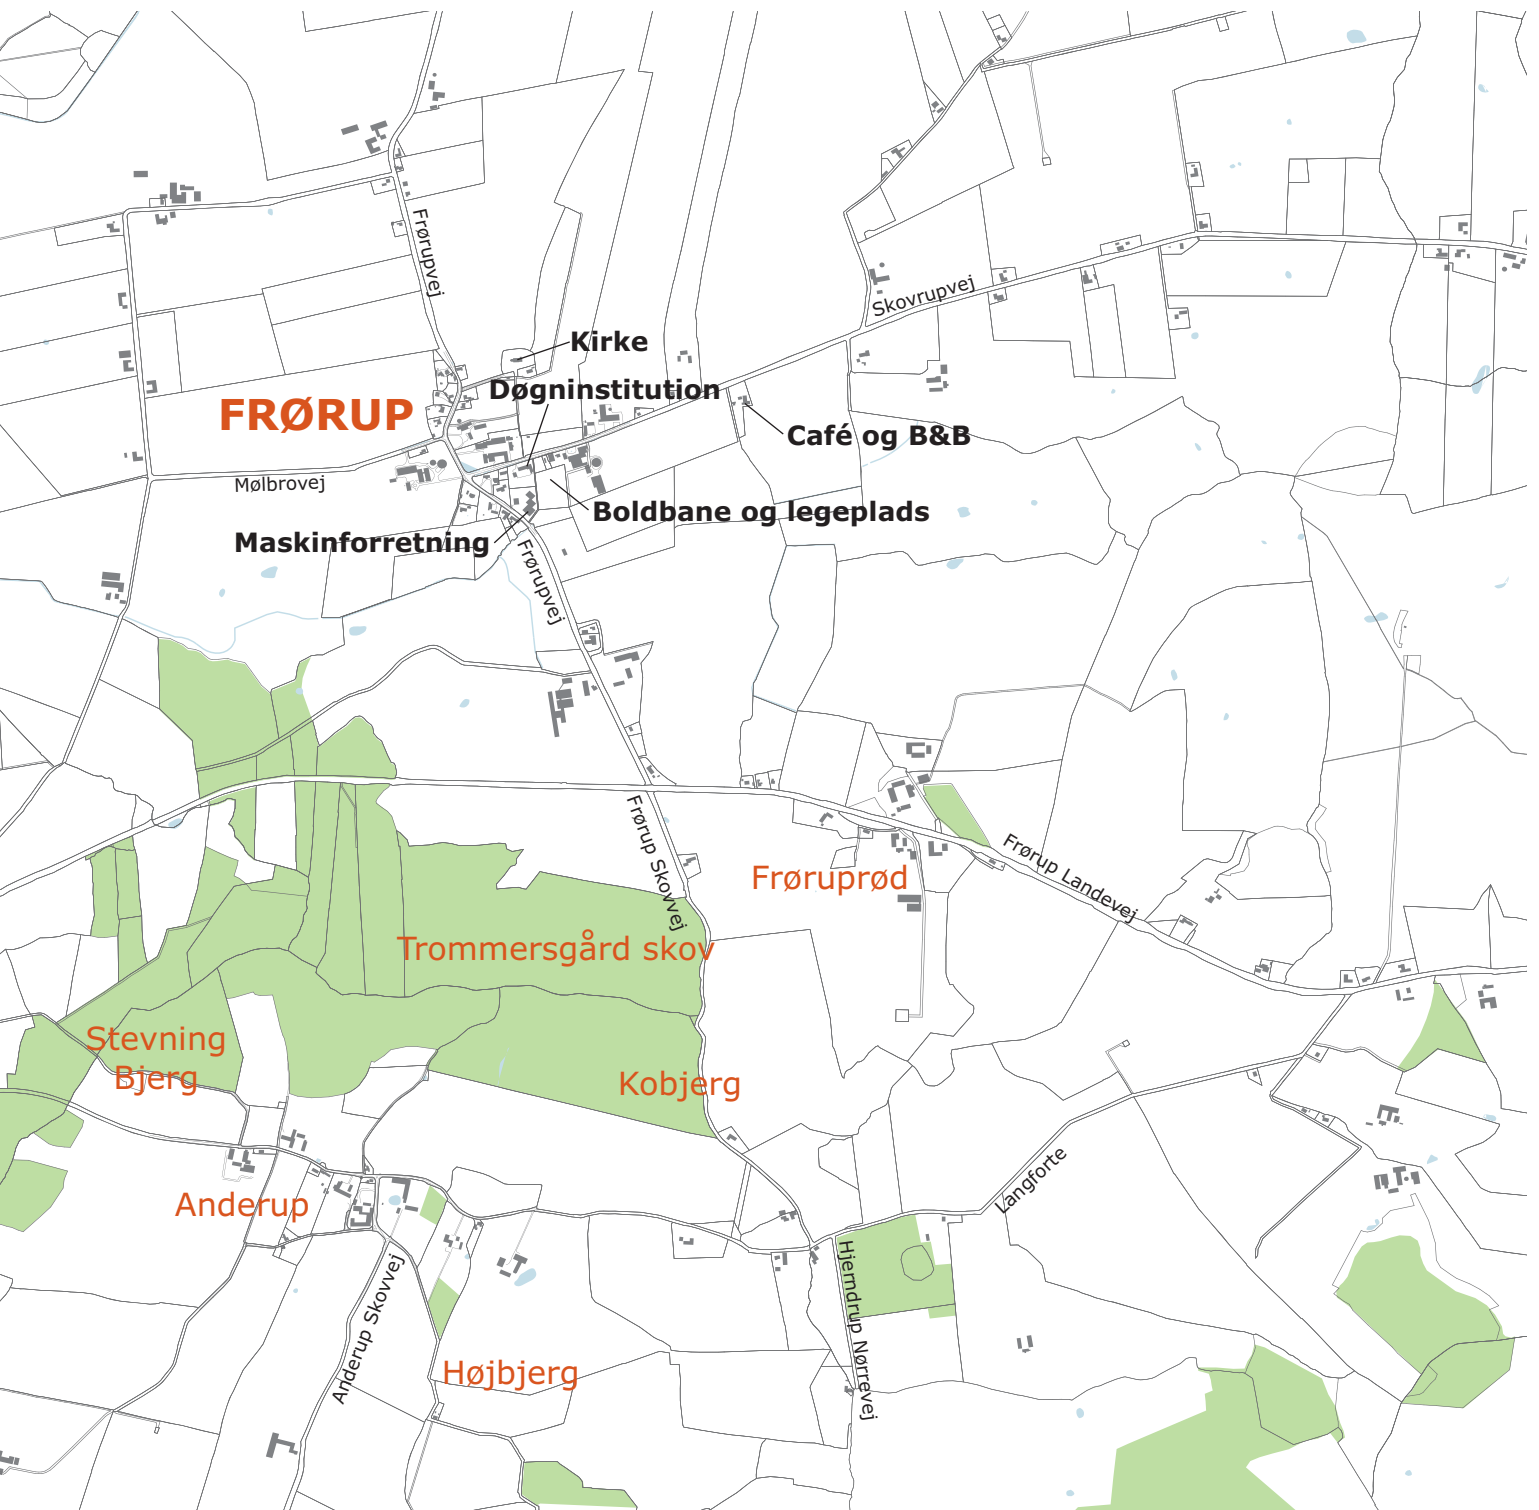 Frørupvej
Skovrupvej
Kirke
Døgninstitution
FRØRUP
Café og B&B
Mølbrovej
Boldbane og legeplads
Maskinforretning
Frørupvej
Frørup Skovvej
Frørup Landevej
Frøruprød
Trommersgård skov
Stevning
Bjerg
Kobjerg
Langforte
Anderup
Hjerndrup Nørrevej
Anderup Skovvej
Højbjerg